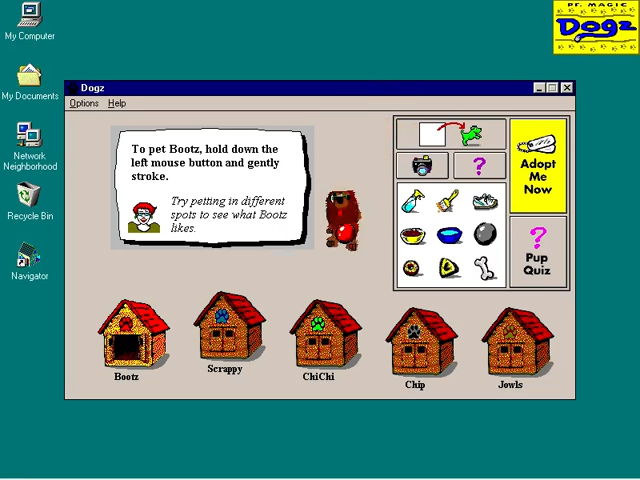 My Computer
My Documents
Network
Neighborhood
Recycle Bin
Navigator
P.F. MAGIC
Dogz
Dogz
Options Help
To pet Bootz, hold down the
left mouse button and gently
stroke.
Try petting in different
spots to see what Bootz
likes.
?
Adopt
Me
Now
?
Pup
Quiz
Bootz
Scrappy
ChiChi
Chip
Jowls